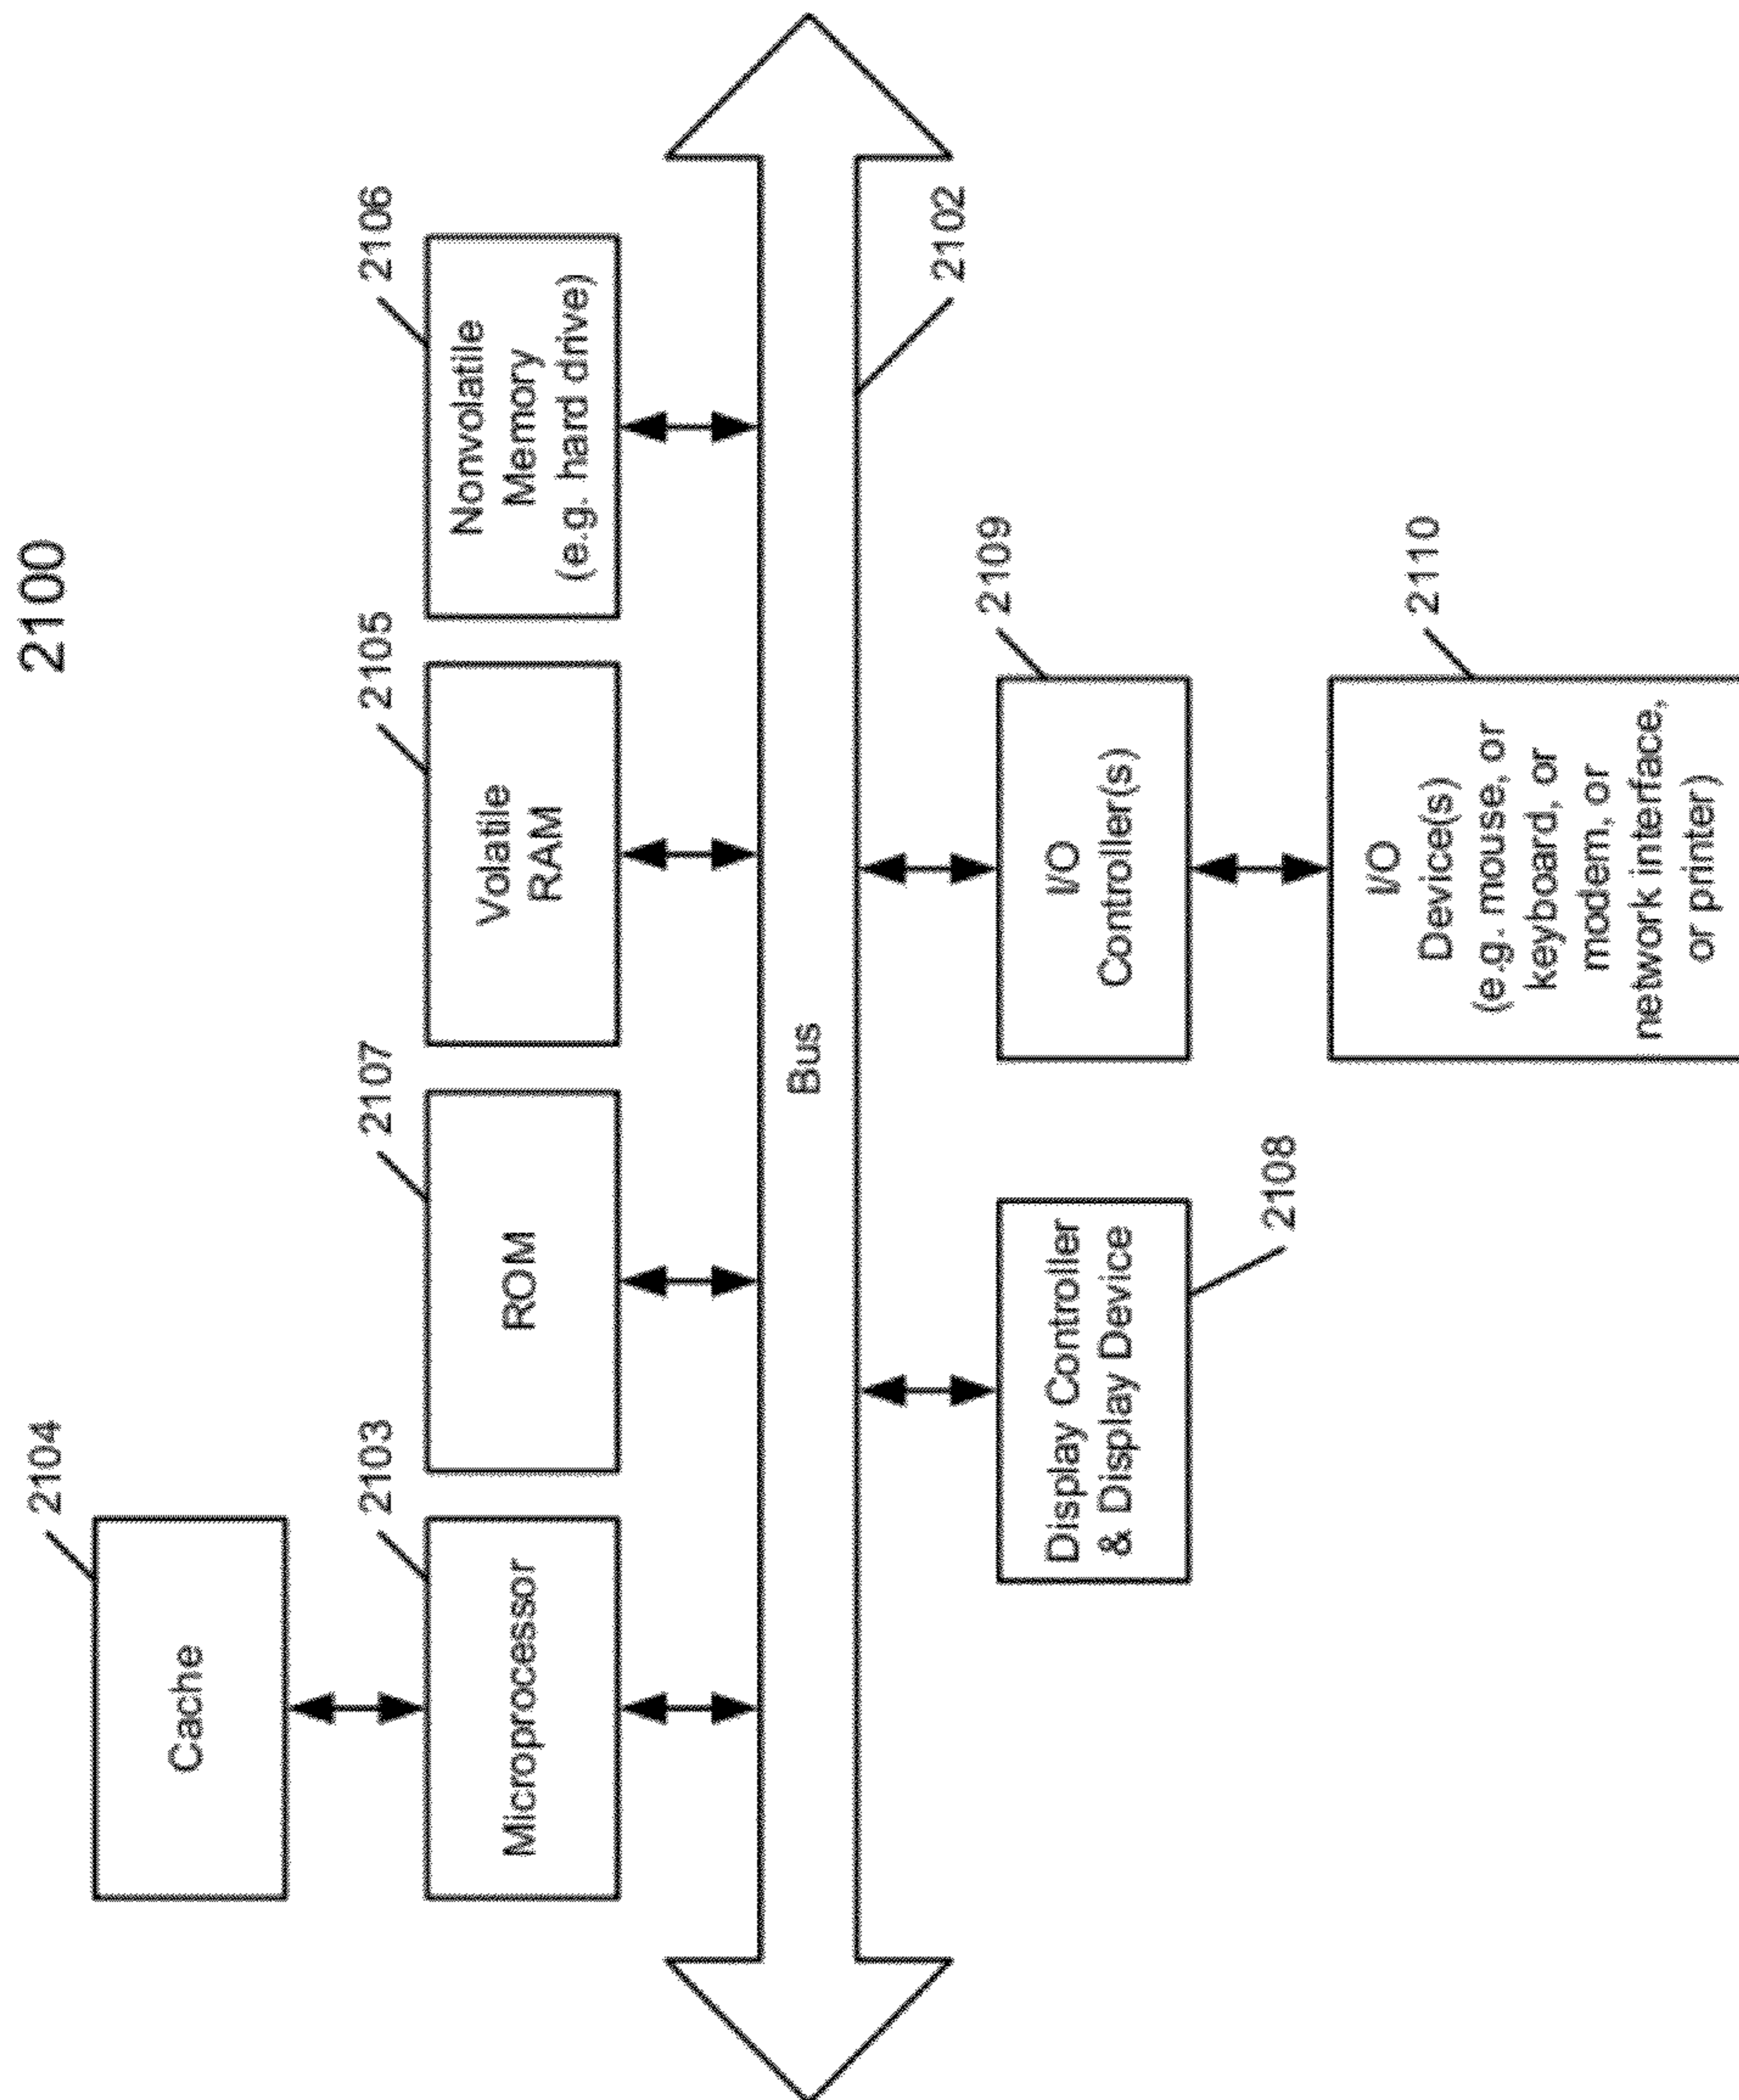 2100
2104
Cache
2103
Microprocessor
2107
ROM
2105
Volatile
RAM
2106
Nonvolatile
Memory
(e.g. hard drive)
Bus
2102
Display Controller
& Display Device
2108
2109
I/O
Controller(s)
2110
I/O
Device(s)
(e.g. mouse, or
keyboard, or
modem, or
network interface,
or printer)